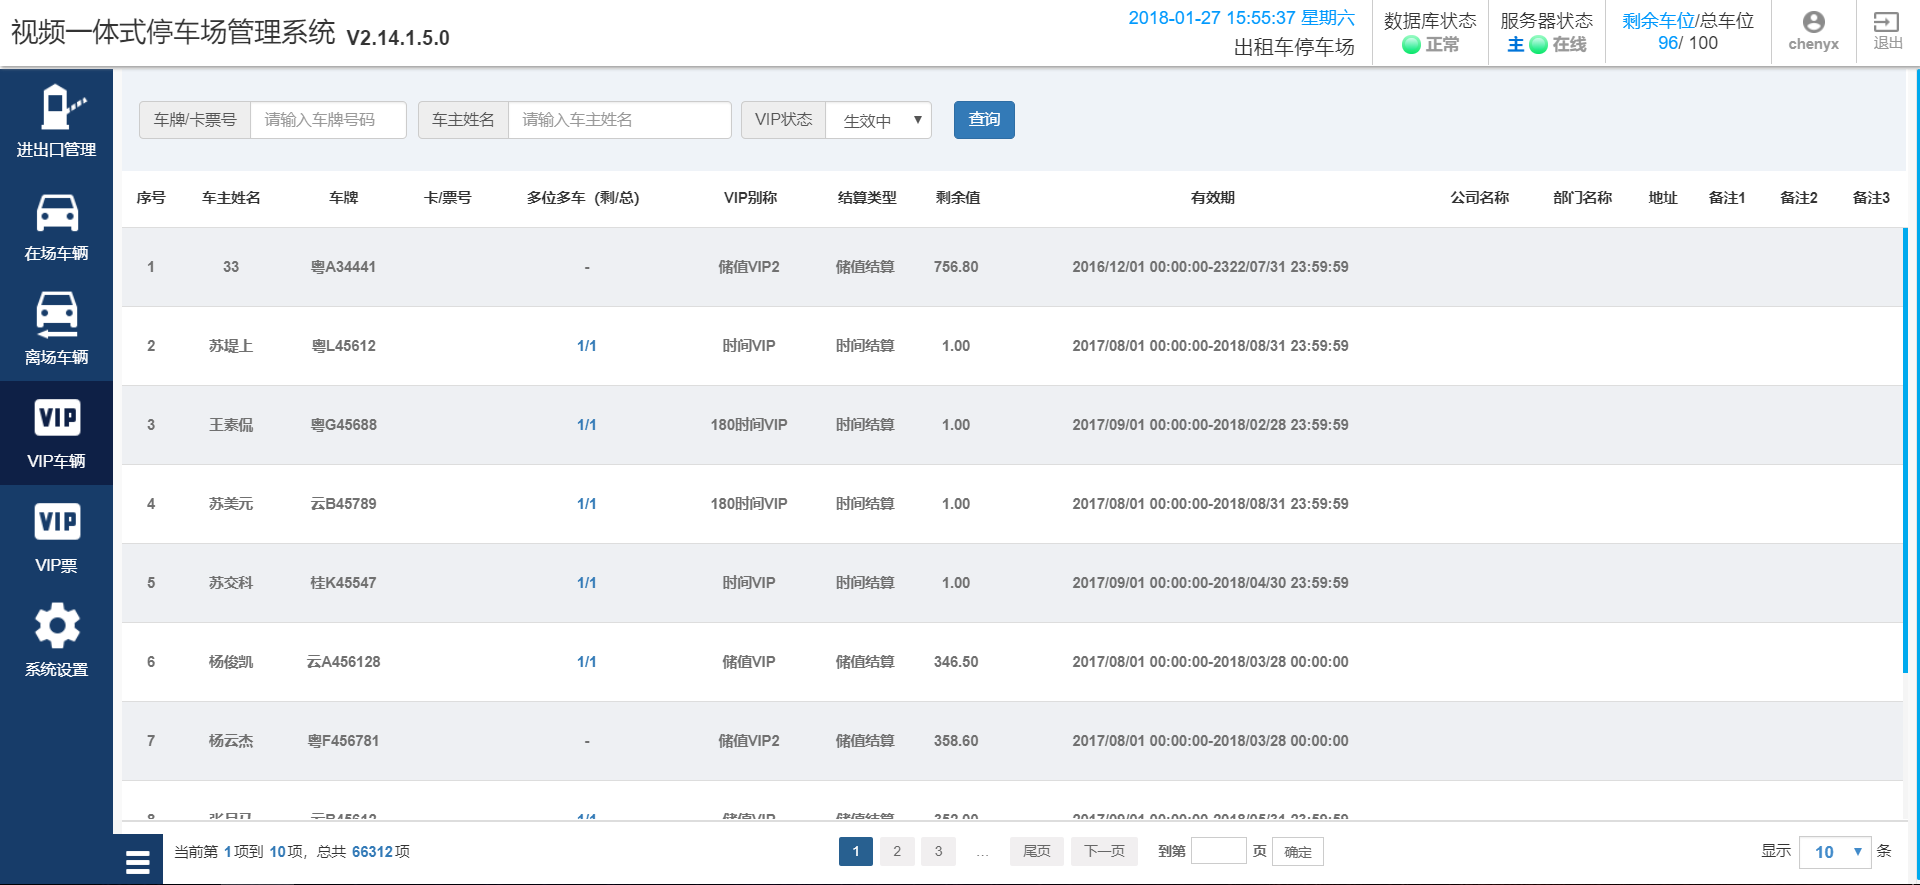 视频一体式停车场管理系统 V2.14.1.5.0
2018-01-27 15:55:37 星期六
出租车停车场
数据库状态
正常
服务器状态
主 在线
剩余车位/总车位
96/ 100
chenyx
退出
进出口管理
在场车辆
离场车辆
VIP
VIP车辆
VIP
VIP票
系统设置
车牌/卡票号 请输入车牌号码 车主姓名 请输入车主姓名 VIP状态 生效中 查询
序号 车主姓名 车牌 卡/票号 多位多车（剩/总） VIP别称 结算类型 剩余值 有效期 公司名称 部门名称 地址 备注1 备注2 备注3
1 33 粤A34441 - 储值VIP2 储值结算 756.80 2016/12/01 00:00:00-2322/07/31 23:59:59
2 苏堤上 粤L45612 1/1 时间VIP 时间结算 1.00 2017/08/01 00:00:00-2018/08/31 23:59:59
3 王素侃 粤G45688 1/1 180时间VIP 时间结算 1.00 2017/09/01 00:00:00-2018/02/28 23:59:59
4 苏美元 云B45789 1/1 180时间VIP 时间结算 1.00 2017/08/01 00:00:00-2018/08/31 23:59:59
5 苏交科 桂K45547 1/1 时间VIP 时间结算 1.00 2017/09/01 00:00:00-2018/04/30 23:59:59
6 杨俊凯 云A456128 1/1 储值VIP 储值结算 346.50 2017/08/01 00:00:00-2018/03/28 00:00:00
7 杨云杰 粤F456781 - 储值VIP2 储值结算 358.60 2017/08/01 00:00:00-2018/03/28 00:00:00
8 1/1 储值VIP 储值结算 352.00
当前第 1项到 10项，总共 66312项
1 2 3 … 尾页 下一页 到第 页 确定
显示 10 条